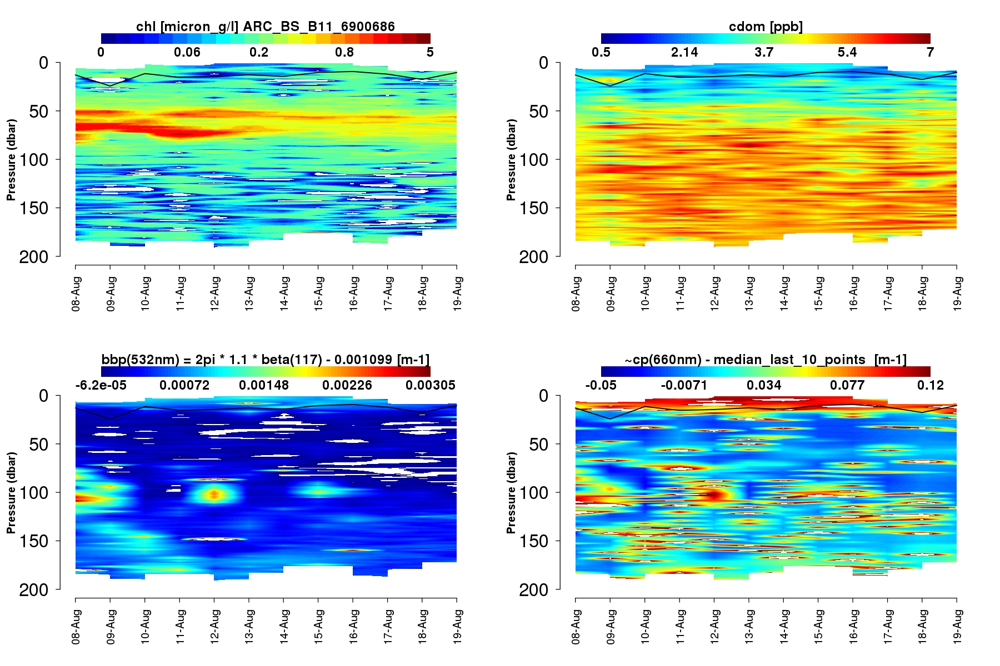 chl [micron_g/l] ARC_BS_B11_6900686
0 0.06 0.2 0.8 5
Pressure (dbar)
0
50
100
150
200
08-Aug 09-Aug 10-Aug 11-Aug 12-Aug 13-Aug 14-Aug 15-Aug 16-Aug 17-Aug 18-Aug 19-Aug
cdom [ppb]
0.5 2.14 3.7 5.4 7
Pressure (dbar)
0
50
100
150
200
08-Aug 09-Aug 10-Aug 11-Aug 12-Aug 13-Aug 14-Aug 15-Aug 16-Aug 17-Aug 18-Aug 19-Aug
bbp(532nm) = 2pi * 1.1 * beta(117) - 0.001099 [m-1]
-6.2e-05 0.00072 0.00148 0.00226 0.00305
Pressure (dbar)
0
50
100
150
200
08-Aug 09-Aug 10-Aug 11-Aug 12-Aug 13-Aug 14-Aug 15-Aug 16-Aug 17-Aug 18-Aug 19-Aug
~cp(660nm) - median_last_10_points [m-1]
-0.05 -0.0071 0.034 0.077 0.12
Pressure (dbar)
0
50
100
150
200
08-Aug 09-Aug 10-Aug 11-Aug 12-Aug 13-Aug 14-Aug 15-Aug 16-Aug 17-Aug 18-Aug 19-Aug